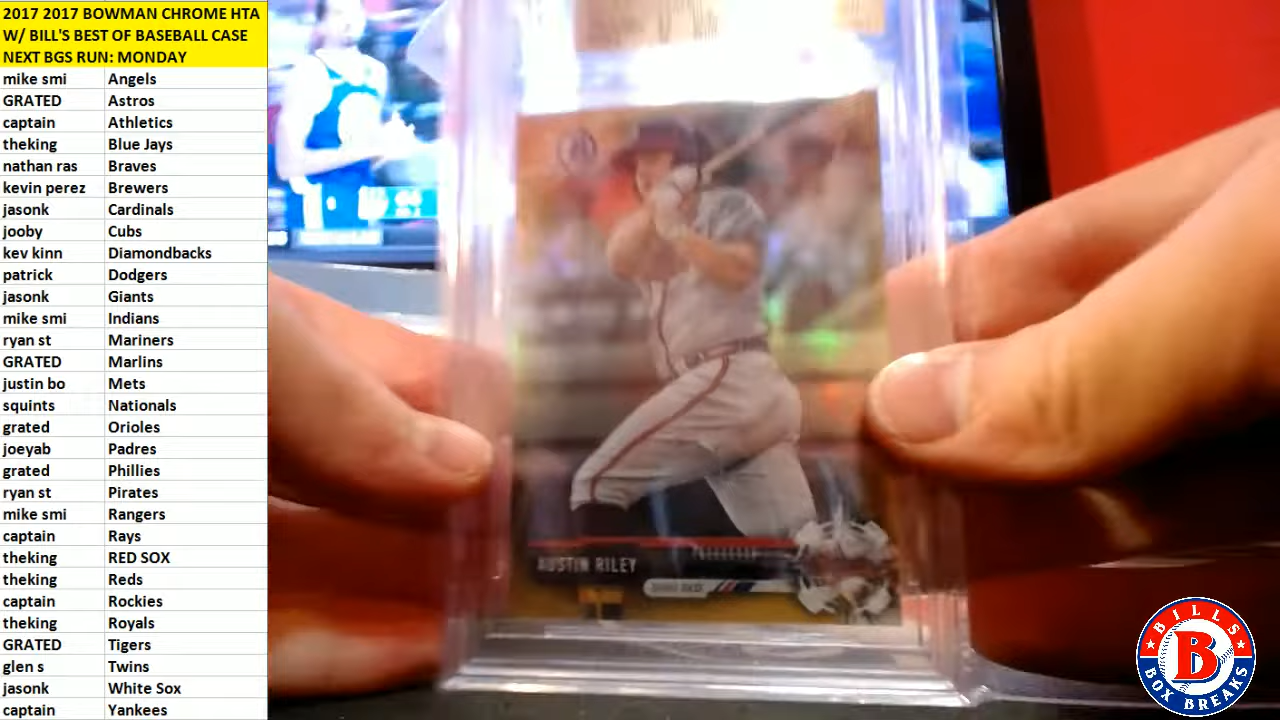 2017 2017 BOWMAN CHROME HTA
W/ BILL'S BEST OF BASEBALL CASE
NEXT BGS RUN: MONDAY
mike smi Angels
GRATED Astros
captain Athletics
theking Blue Jays
nathan ras Braves
kevin perez Brewers
jasonk Cardinals
jooby Cubs
kev kinn Diamondbacks
patrick Dodgers
jasonk Giants
mike smi Indians
ryan st Mariners
GRATED Marlins
justin bo Mets
squints Nationals
grated Orioles
joeyab Padres
grated Phillies
ryan st Pirates
mike smi Rangers
captain Rays
theking RED SOX
theking Reds
captain Rockies
theking Royals
GRATED Tigers
glen s Twins
jasonk White Sox
captain Yankees
AUSTIN RILEY
BILLS
B
BOX BREAKS